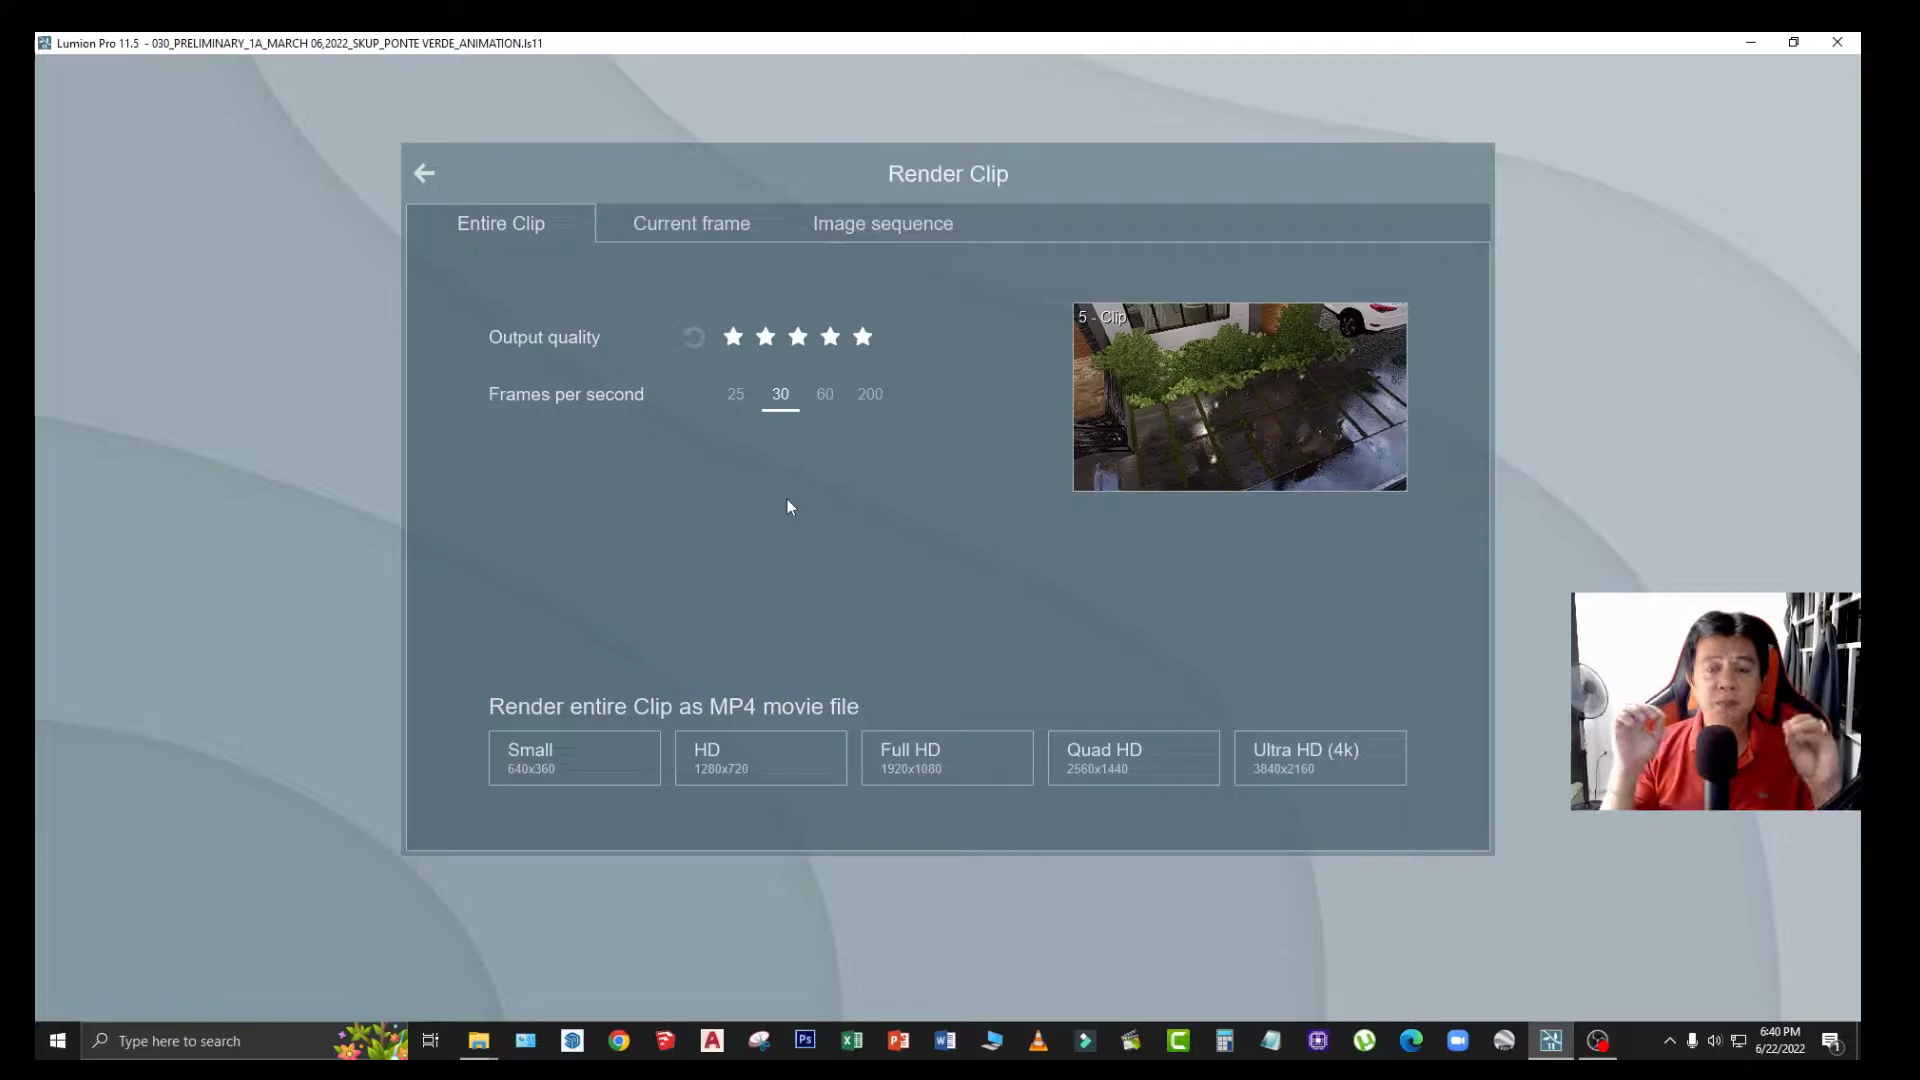 Lumion Pro 11.5 - 030_PRELIMINARY_1A_MARCH 06,2022_SKUP_PONTE VERDE_ANIMATION.ls11
Render Clip
Entire Clip
Current frame
Image sequence
Output quality
Frames per second
25
30
60
200
5 - Clip
Render entire Clip as MP4 movie file
Small
640x360
HD
1280x720
Full HD
1920x1080
Quad HD
2560x1440
Ultra HD (4k)
3840x2160
Type here to search
A
Ps
6:40 PM
6/22/2022
1